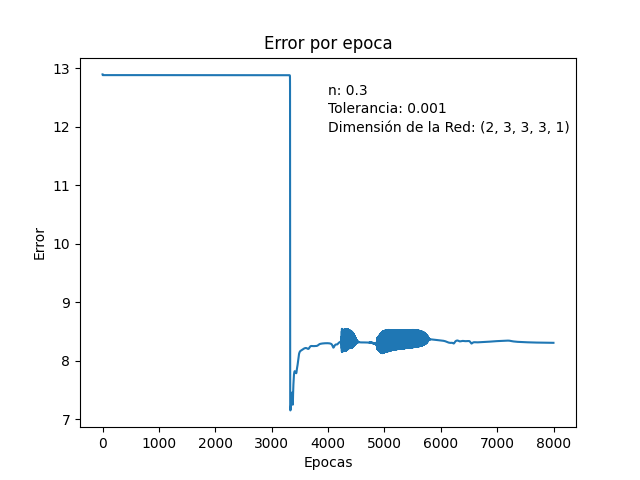 Error por epoca
13
12
11
10
9
8
7
Error
n: 0.3
Tolerancia: 0.001
Dimensión de la Red: (2, 3, 3, 3, 1)
0 1000 2000 3000 4000 5000 6000 7000 8000
Epocas